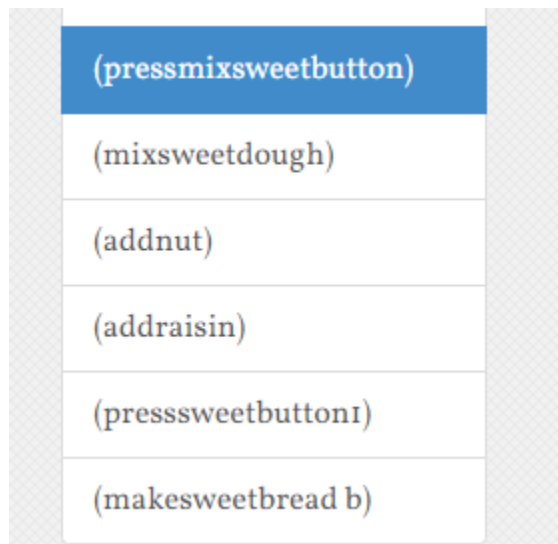 (pressmixsweetbutton)
(mixsweetdough)
(addnut)
(addraisin)
(presssweetbutton1)
(makesweetbread b)